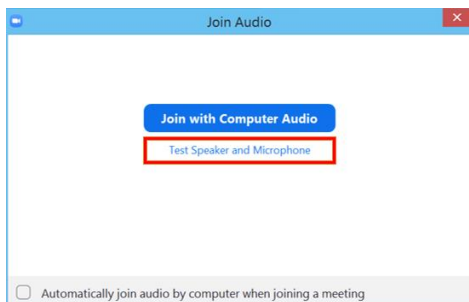 Join Audio
Join with Computer Audio
Test Speaker and Microphone
Automatically join audio by computer when joining a meeting